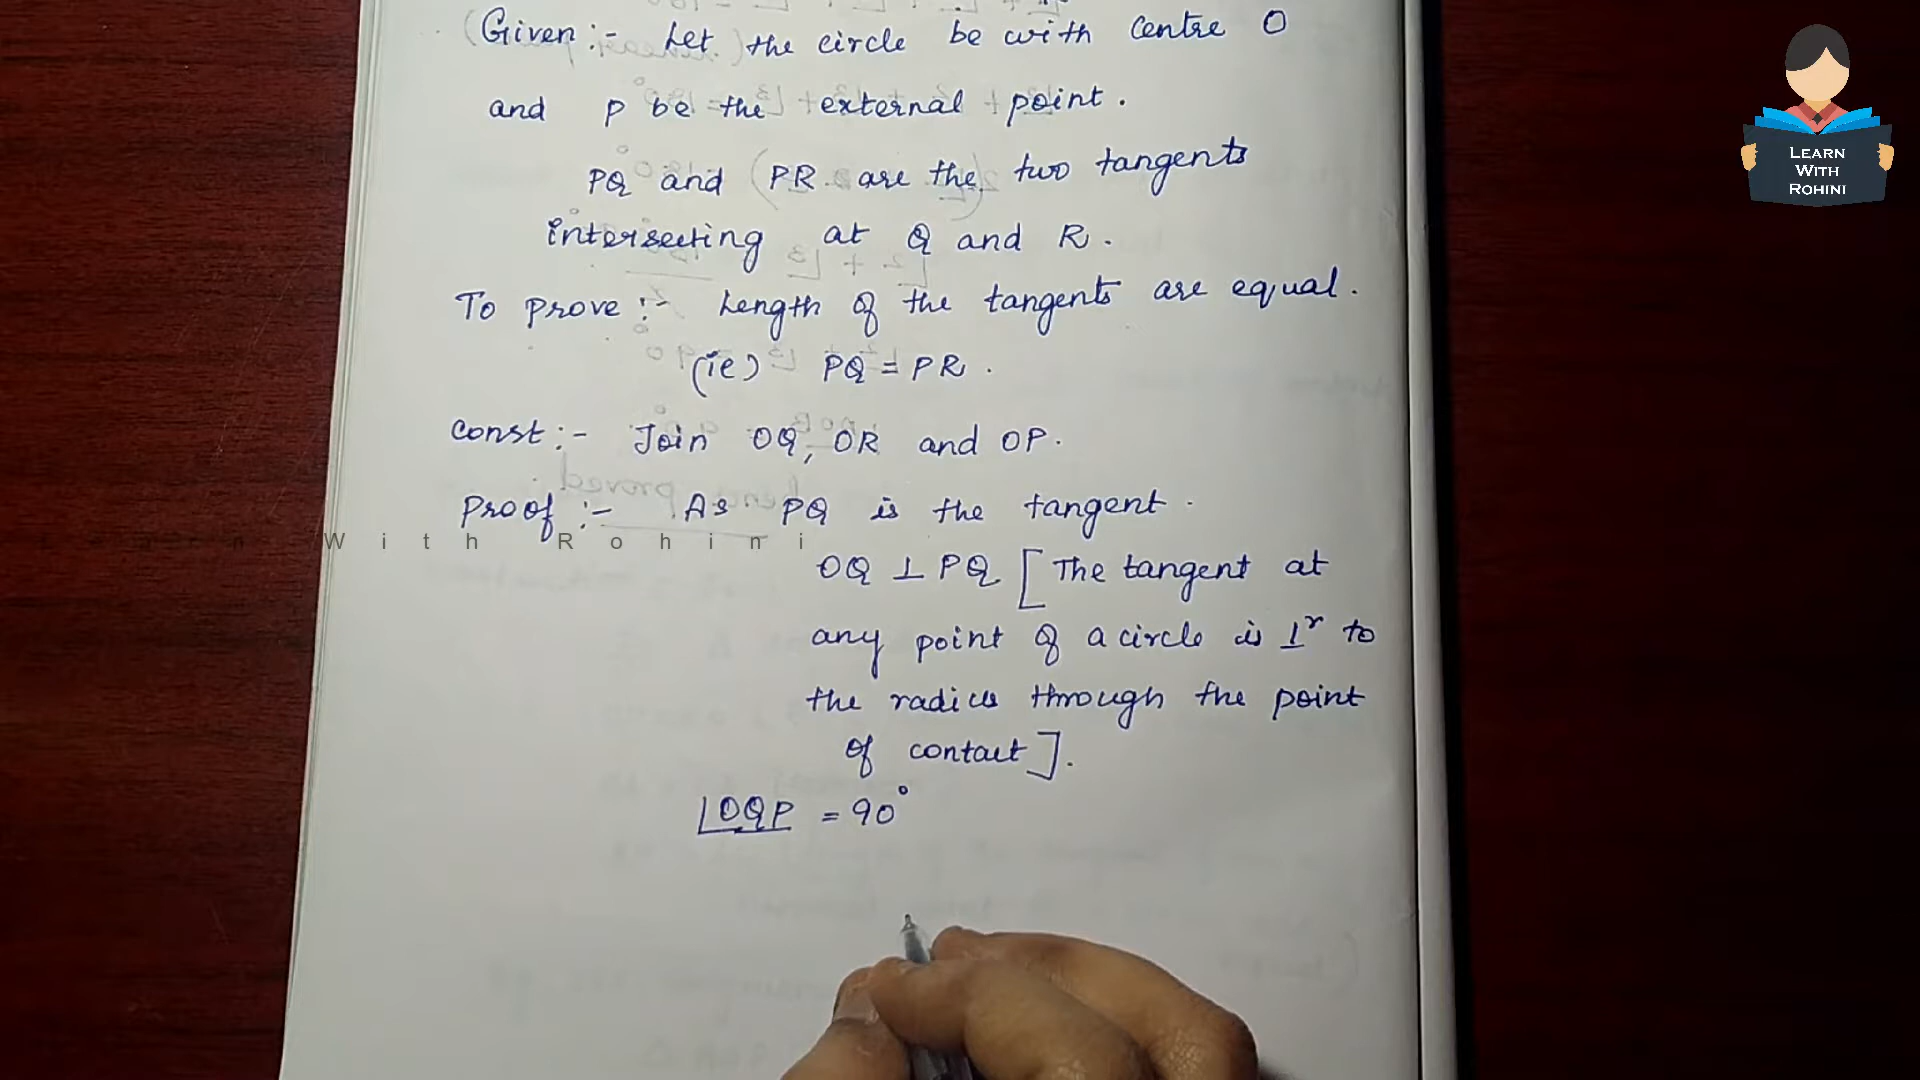 Given :- Let the circle be with centre O
and P be the external point.
PQ and PR are the two tangents
intersecting at Q and R.
To prove :- Length of the tangents are equal.
(ie) PQ = PR.
Const :- Join OQ, OR and OP.
Proof :- As PQ is the tangent.
OQ ⊥ PQ [The tangent at
any point of a circle is ⊥r to
the radius through the point
of contact].
∠OQP = 90°
LEARN
WITH
ROHINI
Learn With Rohini